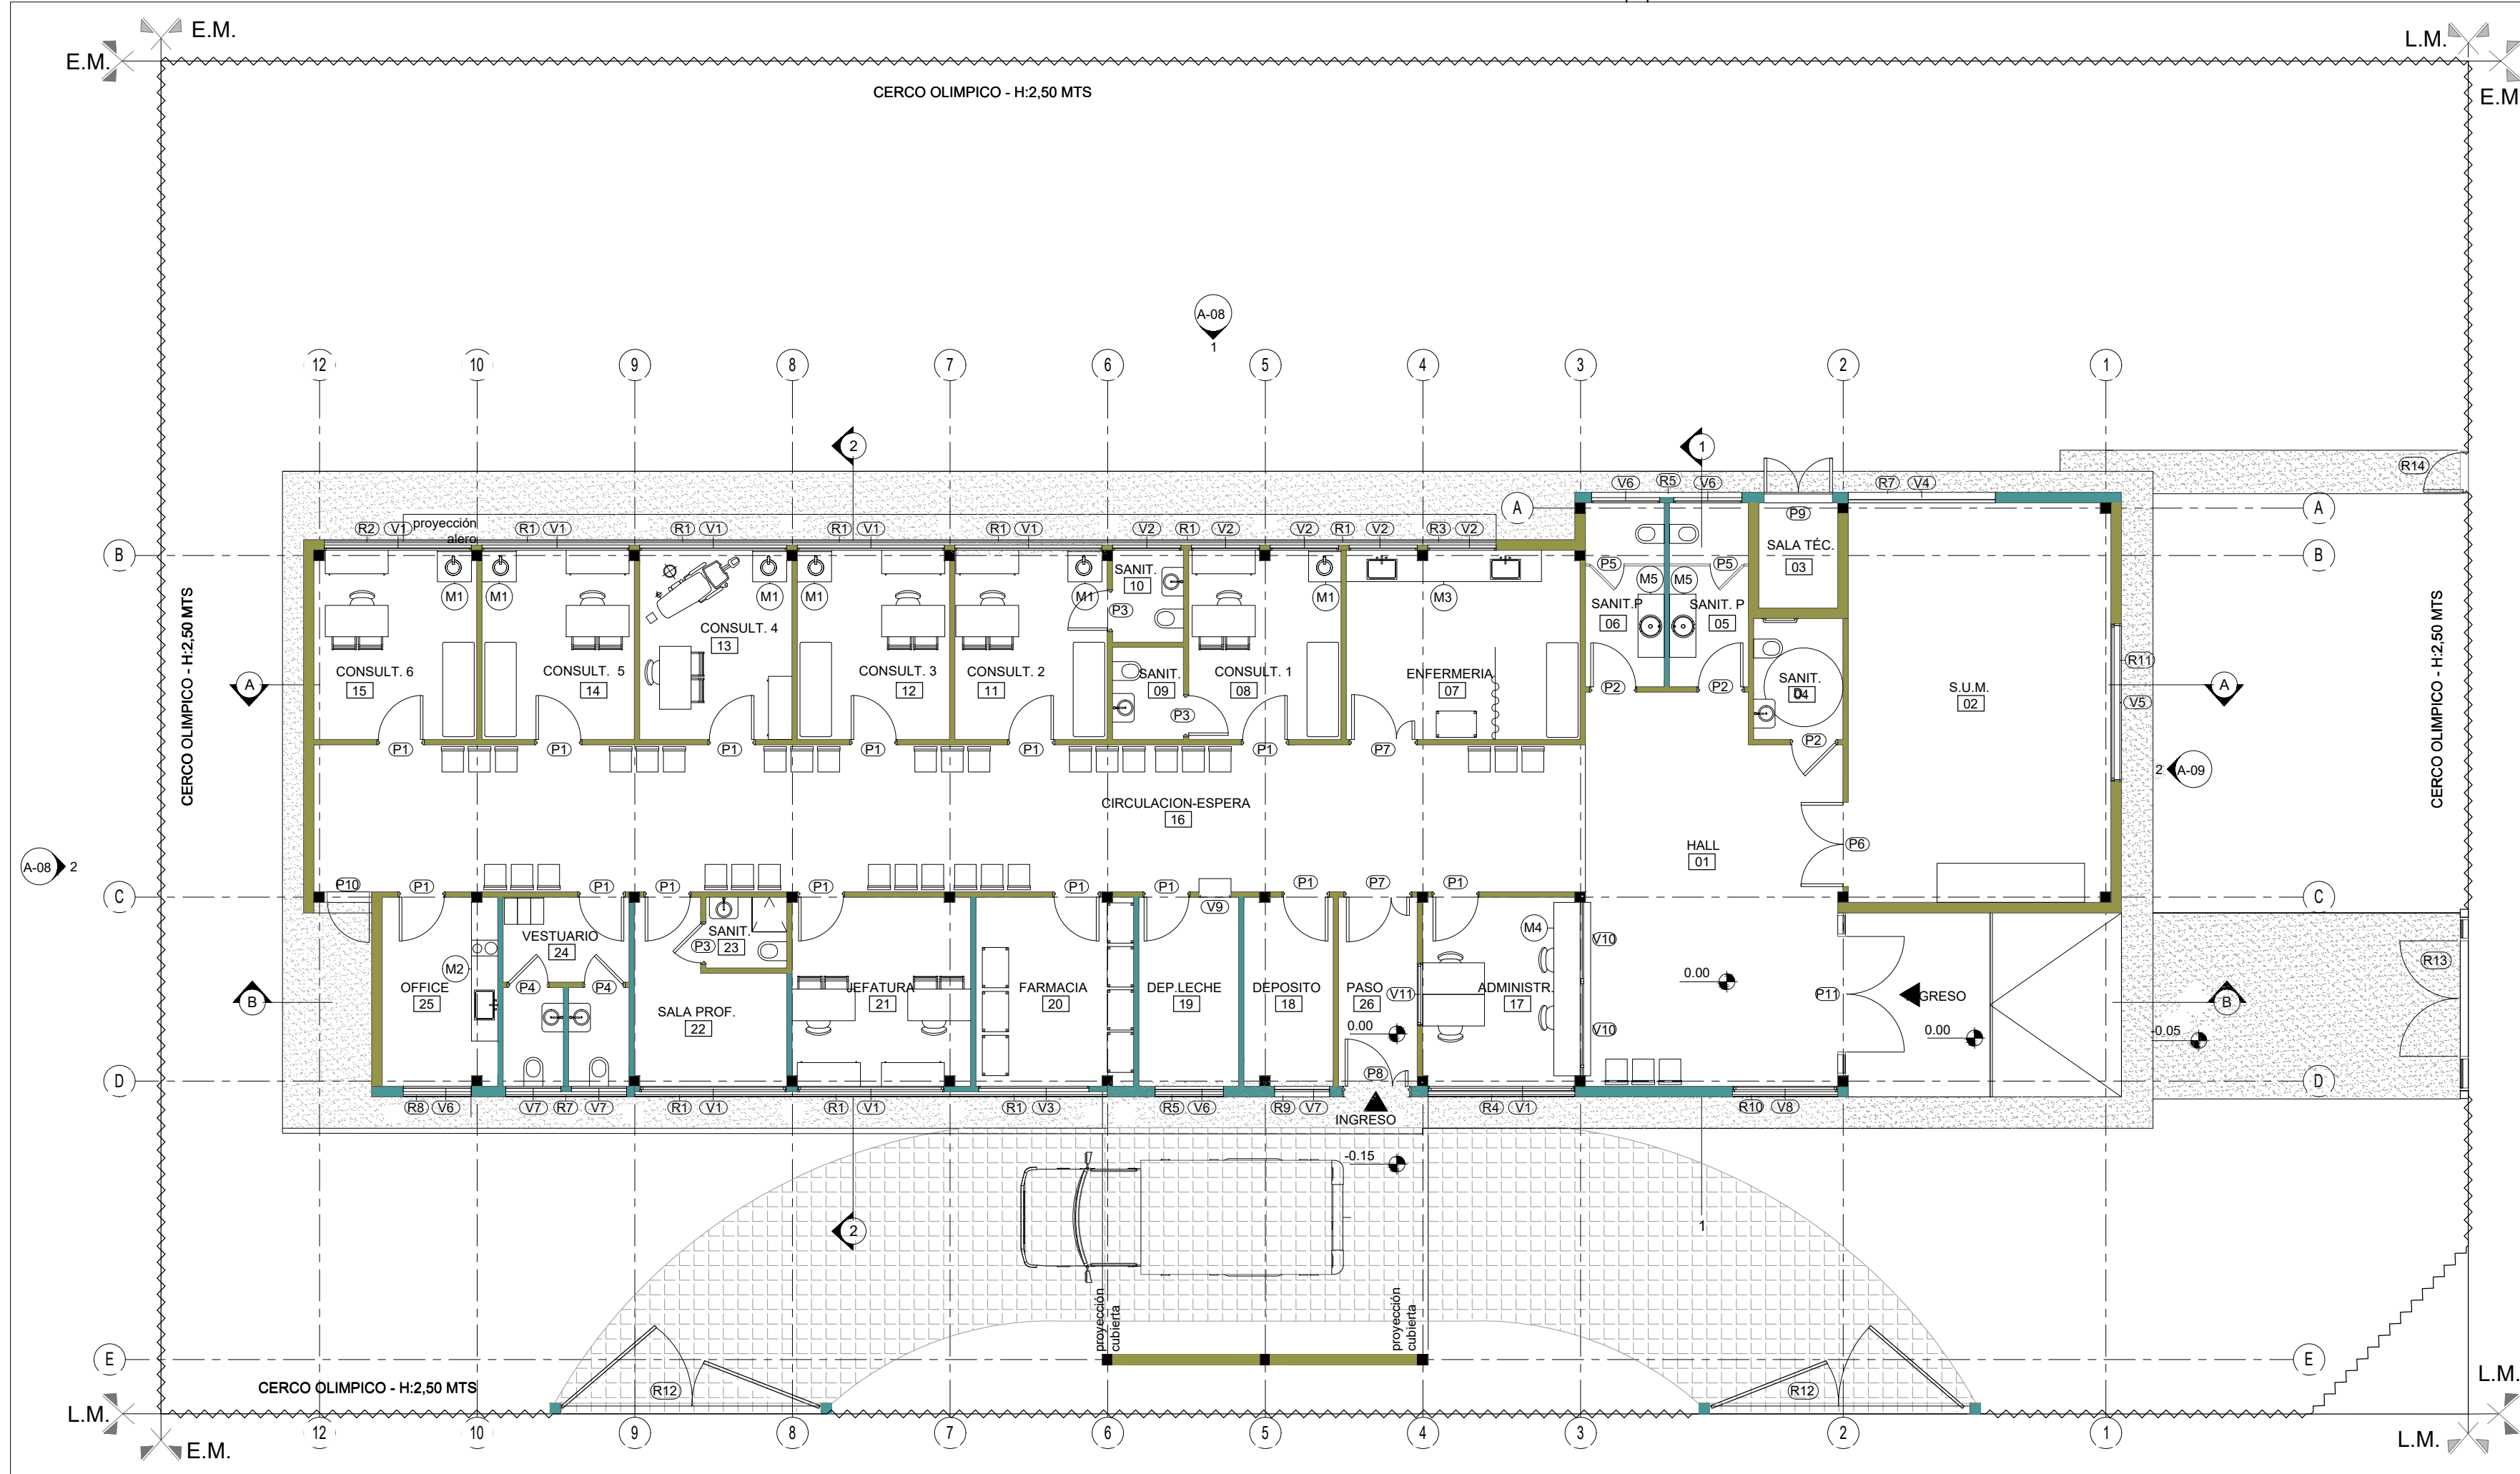 E.M.
E.M.
L.M.
E.M
CERCO OLIMPICO - H:2,50 MTS
A-08
1
12 10 9 8 7 6 5 4 3 2 1
2 1
R14
V6 R5 V6 R7 V4
A P9 A
R2 V1 proyección R1 V1 R1 V1 R1 V1 R1 V1 V2 R1 V2 V2 R1 V2 R3 V2
alero
B B
SALA TÉC.
03
SANIT.
10
P5 M5 M5 P5
M1 M1 M1 M1 M1 P3 M1 M3
SANIT.P SANIT. P
06 05
CONSULT. 4
13
CONSULT. 6
15
CONSULT. 5
14
CONSULT. 3
12
CONSULT. 2
11
SANIT.
09
CONSULT. 1
08
ENFERMERIA
07
P2 P2
SANIT.
D
04
S.U.M.
02
R11
V5
A A
P3
P1 P1 P1 P1 P1 P1 P7 P2
2 A-09
CERCO OLIMPICO - H:2,50 MTS
CERCO OLIMPICO - H:2,50 MTS
CIRCULACION-ESPERA
16
HALL
01
P6
A-08 2
C P10 P1 P1 P1 P1 P1 P1 P1 P7 P1 C
V9
VESTUARIO
24
SANIT.
23
P3
M4
V10
M2
R13
OFFICE
25
P4 P4
SALA PROF.
22
JEFATURA
21
FARMACIA
20
DEP.LECHE
19
DEPOSITO
18
PASO
26
V11
ADMINISTR.
17
0.00
P11
GRESO
B B
0.00
V10
0.00
-0.05
D P8 D
R8 V6 V7 R7 V7 R1 V1 R1 V1 R1 V3 R5 V6 R9 V7 R4 V1 R10 V8
INGRESO
-0.15
2 1
proyección
cubierta
proyección
cubierta
E E
CERCO OLIMPICO - H:2,50 MTS
R12 R12
L.M.
L.M.
12 10 9 8 7 6 5 4 3 2 1
E.M.
L.M.